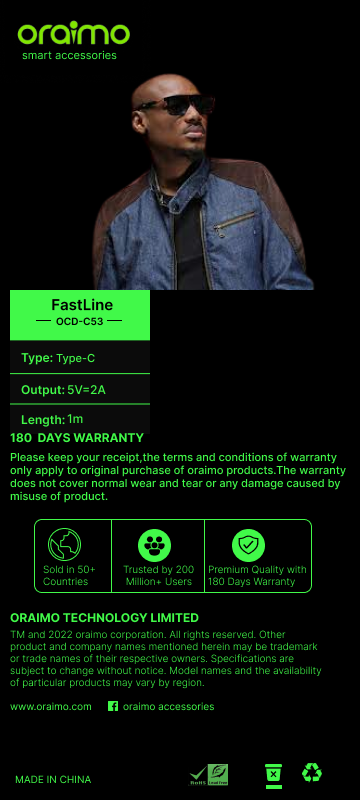 oraimo
smart accessories
FastLine
OCD-C53
Type: Type-C
Output: 5V=2A
Length: 1m
180 DAYS WARRANTY
Please keep your receipt,the terms and conditions of warranty
only apply to original purchase of oraimo products.The warranty
does not cover normal wear and tear or any damage caused by
misuse of product.
Sold in 50+
Countries
Trusted by 200
Million+ Users
Premium Quality with
180 Days Warranty
ORAIMO TECHNOLOGY LIMITED
TM and 2022 oraimo corporation. All rights reserved. Other
product and company names mentioned herein may be trademark
or trade names of their respective owners. Specifications are
subject to change without notice. Model names and the availability
of particular products may vary by region.
www.oraimo.com
oraimo accessories
MADE IN CHINA
RoHS
Lead Free